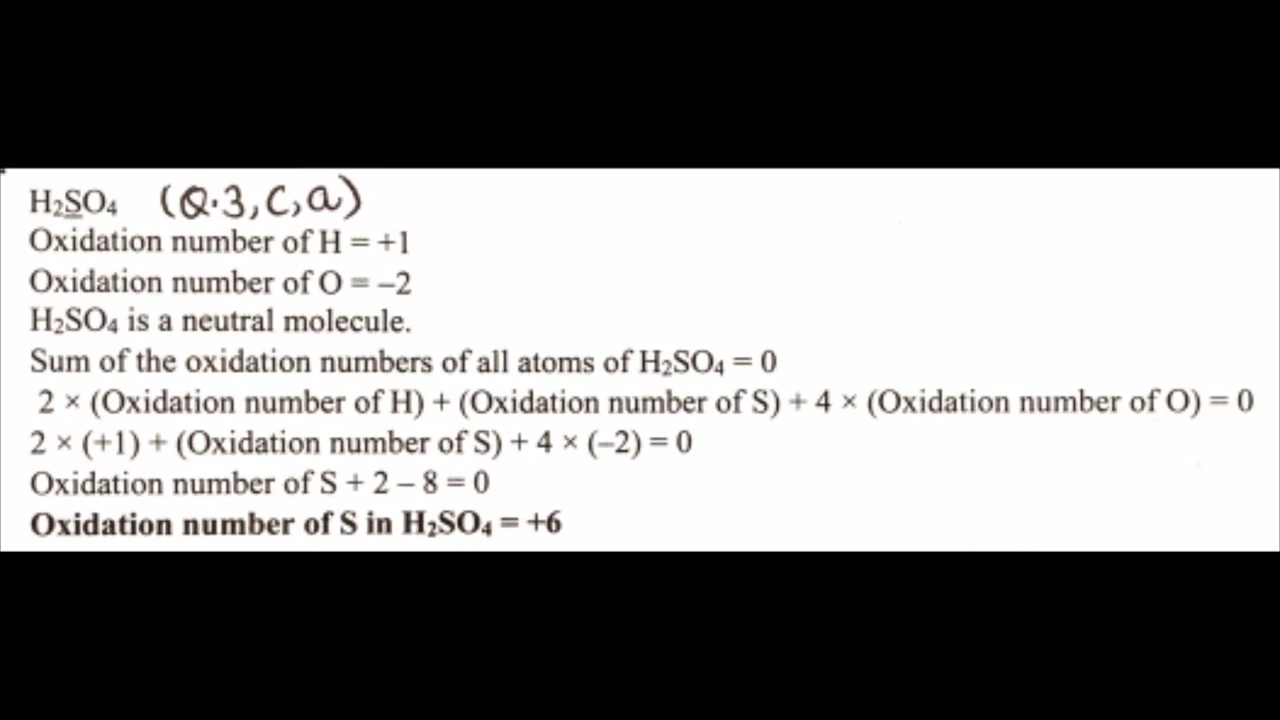 H₂SO₄ (Q.3, C, a)
Oxidation number of H = +1
Oxidation number of O = –2
H₂SO₄ is a neutral molecule.
Sum of the oxidation numbers of all atoms of H₂SO₄ = 0
2 × (Oxidation number of H) + (Oxidation number of S) + 4 × (Oxidation number of O) = 0
2 × (+1) + (Oxidation number of S) + 4 × (–2) = 0
Oxidation number of S + 2 – 8 = 0
Oxidation number of S in H₂SO₄ = +6